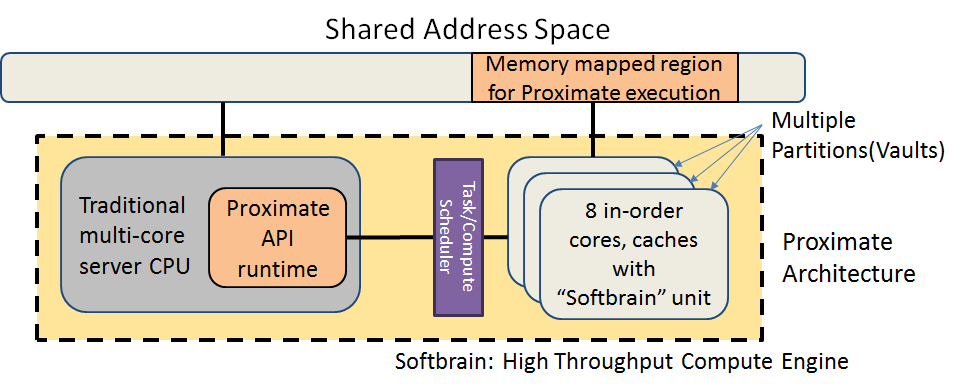 Shared Address Space
Memory mapped region
for Proximate execution
Multiple
Partitions(Vaults)
Traditional
multi-core
server CPU
Proximate
API
runtime
Task/Compute
Scheduler
8 in-order
cores, caches
with
“Softbrain” unit
Proximate
Architecture
Softbrain: High Throughput Compute Engine